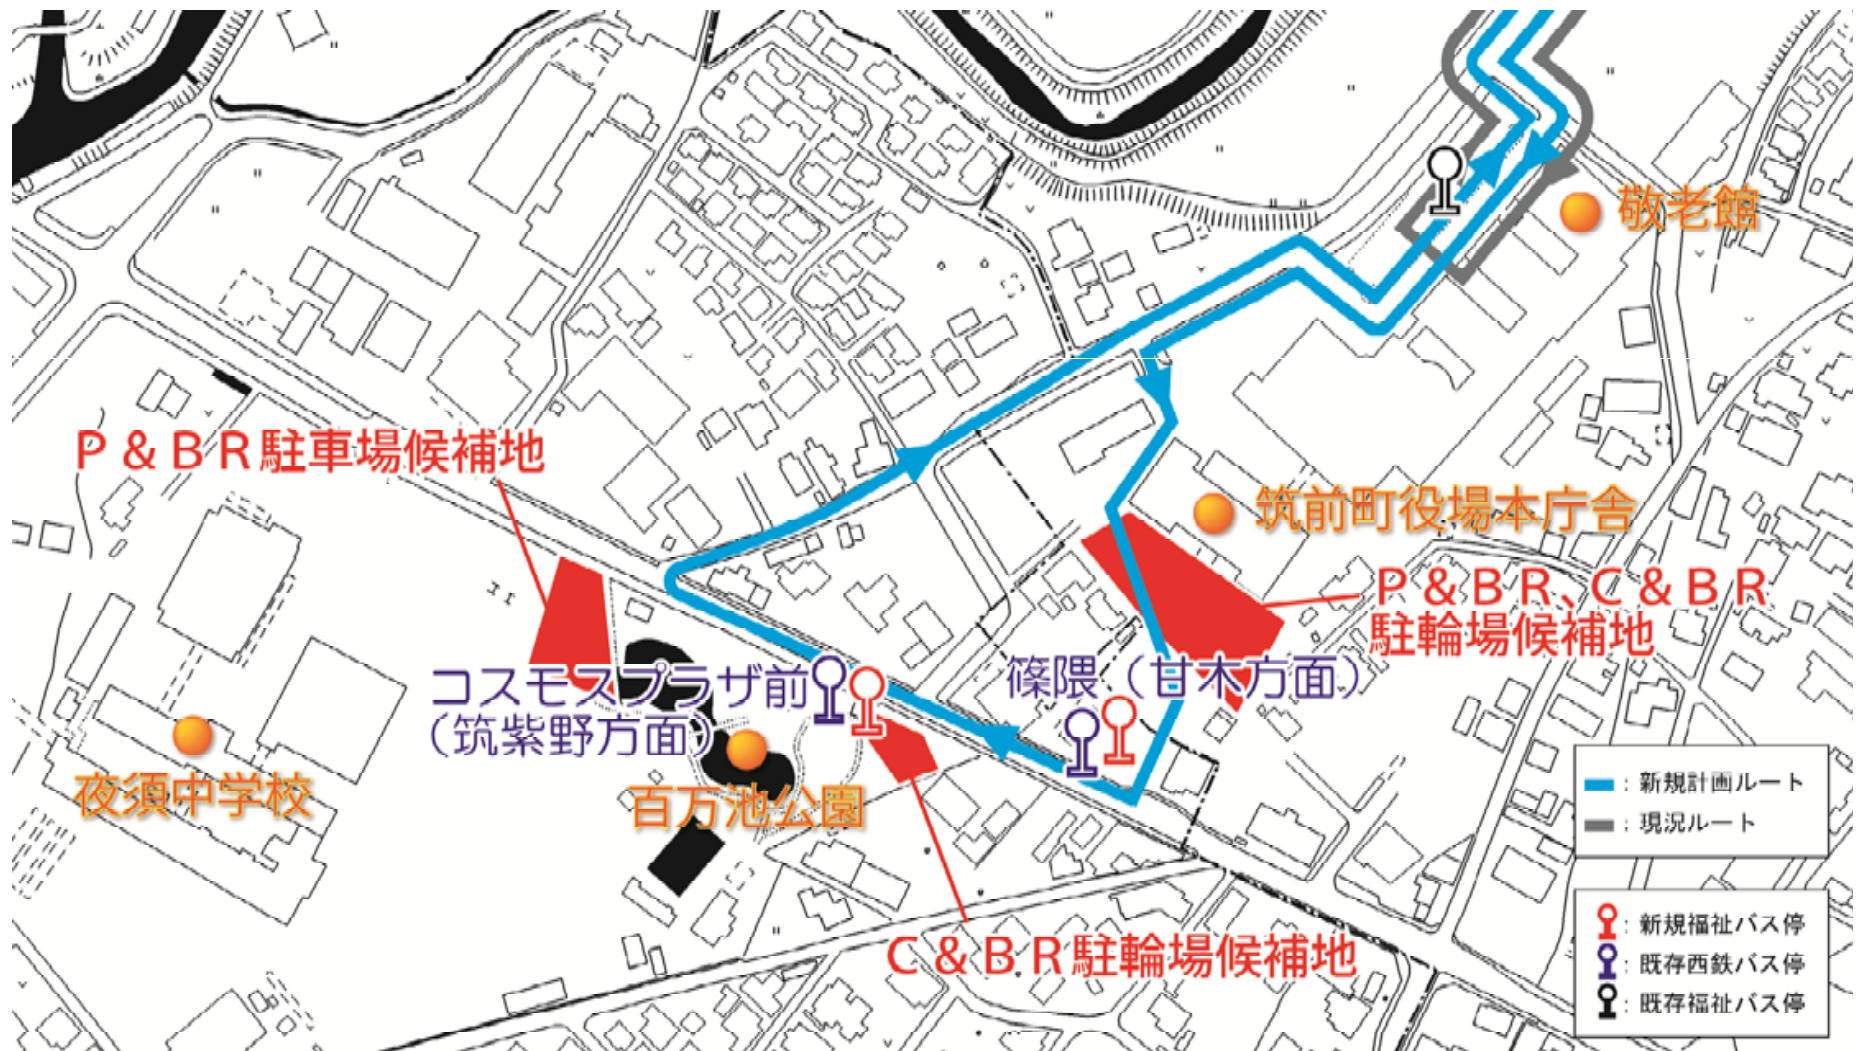 敬老館
P＆BR駐車場候補地
筑前町役場本庁舎
P＆BR、C＆BR
駐輪場候補地
コスモスプラザ前
（筑紫野方面）
篠隈（甘木方面）
夜須中学校
百万池公園
C＆BR駐輪場候補地
：新規計画ルート
：現況ルート
：新規福祉バス停
：既存西鉄バス停
：既存福祉バス停